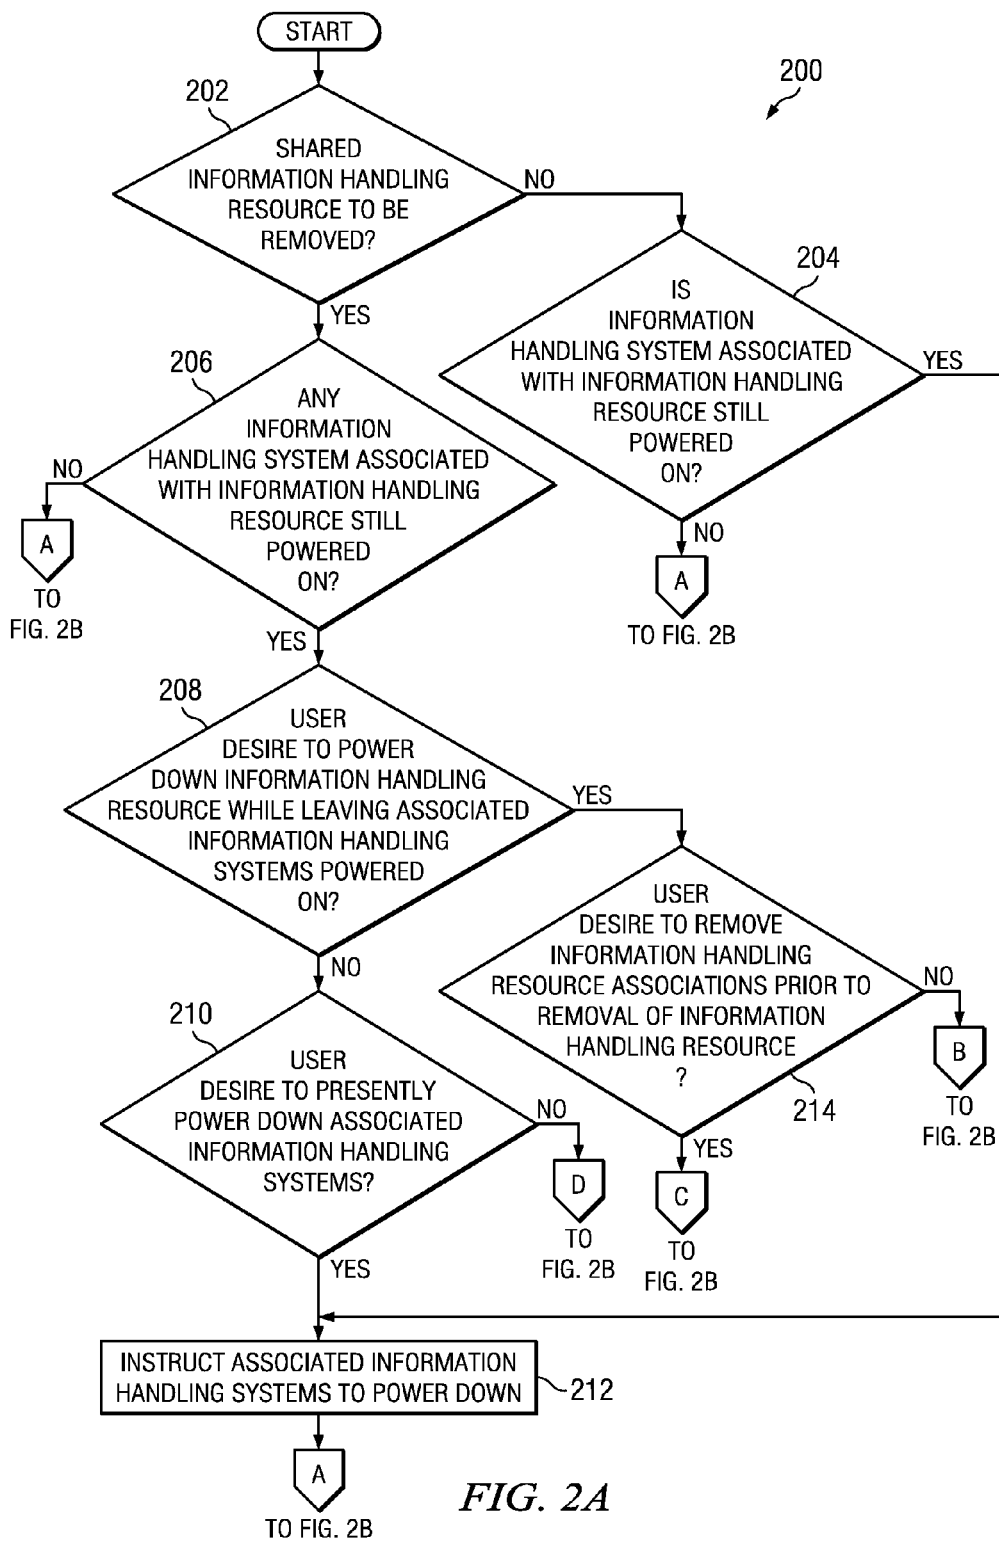 START
200
202
SHARED
INFORMATION HANDLING
RESOURCE TO BE
REMOVED?
NO
YES
204
IS
INFORMATION
HANDLING SYSTEM ASSOCIATED
WITH INFORMATION HANDLING
RESOURCE STILL
POWERED
ON?
YES
NO
A
TO FIG. 2B
206
ANY
INFORMATION
HANDLING SYSTEM ASSOCIATED
WITH INFORMATION HANDLING
RESOURCE STILL
POWERED
ON?
NO
A
TO
FIG. 2B
YES
208
USER
DESIRE TO POWER
DOWN INFORMATION HANDLING
RESOURCE WHILE LEAVING ASSOCIATED
INFORMATION HANDLING
SYSTEMS POWERED
ON?
YES
NO
USER
DESIRE TO REMOVE
INFORMATION HANDLING
RESOURCE ASSOCIATIONS PRIOR TO
REMOVAL OF INFORMATION
HANDLING RESOURCE
?
214
NO
B
TO
FIG. 2B
YES
C
TO
FIG. 2B
210
USER
DESIRE TO PRESENTLY
POWER DOWN ASSOCIATED
INFORMATION HANDLING
SYSTEMS?
NO
D
TO
FIG. 2B
YES
INSTRUCT ASSOCIATED INFORMATION
HANDLING SYSTEMS TO POWER DOWN
212
A
TO FIG. 2B
FIG. 2A